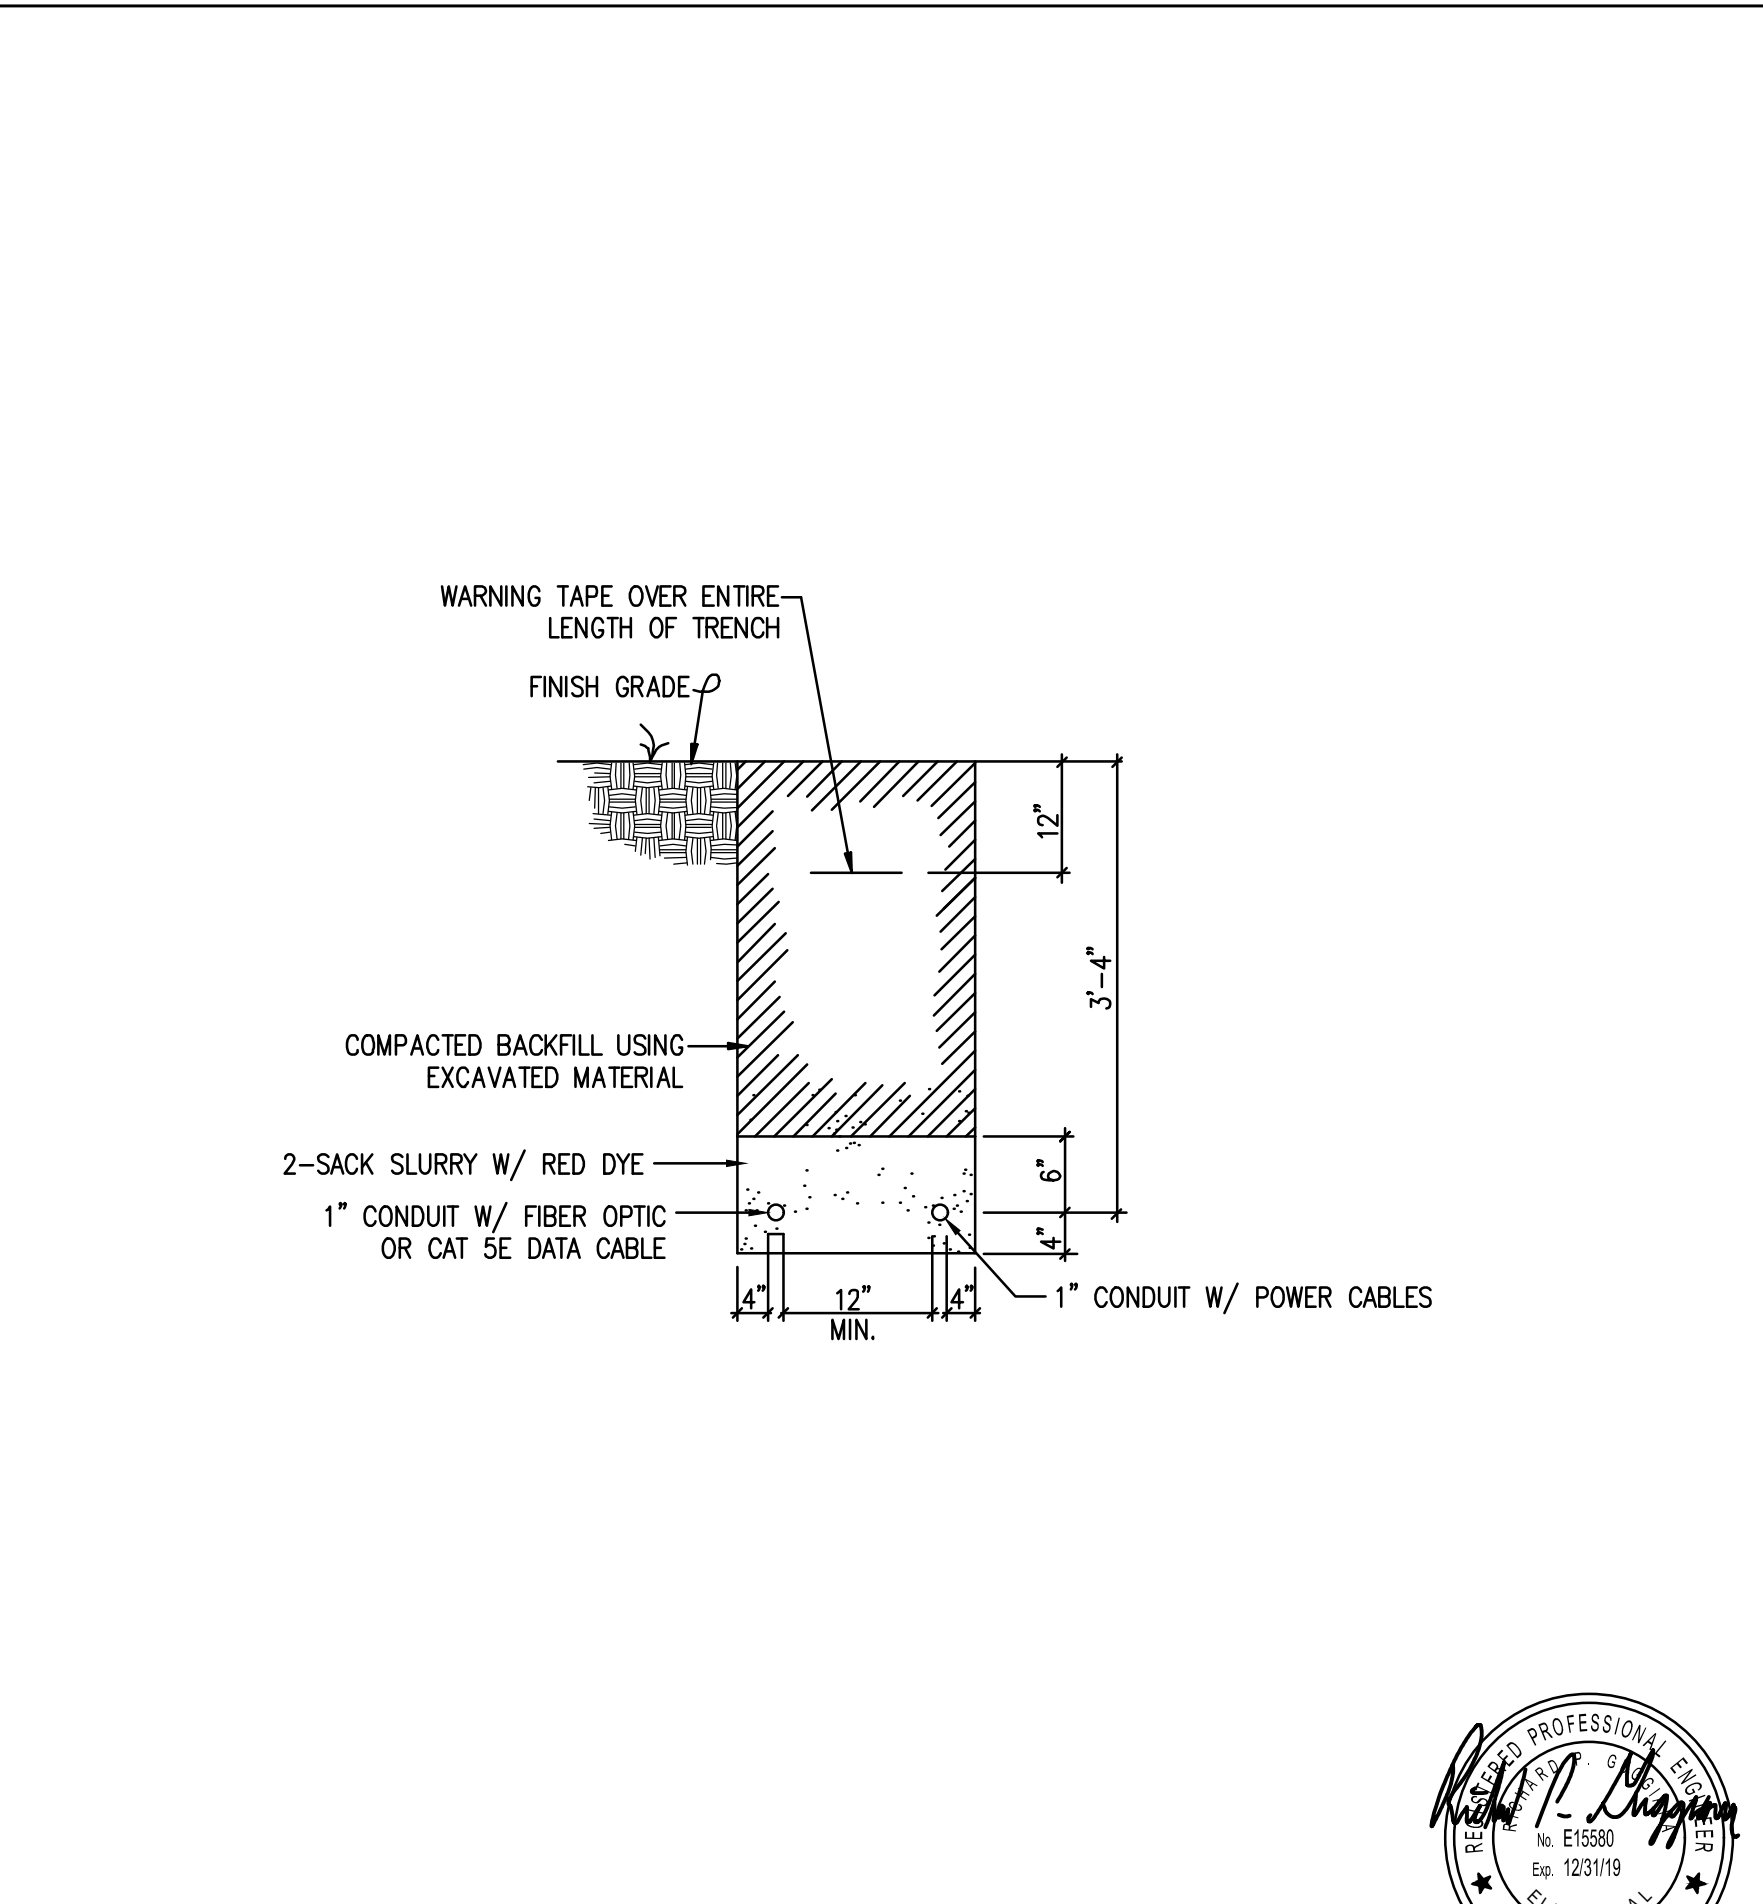 WARNING TAPE OVER ENTIRE
LENGTH OF TRENCH
FINISH GRADE
12"
3'-4"
COMPACTED BACKFILL USING
EXCAVATED MATERIAL
2-SACK SLURRY W/ RED DYE
6"
1" CONDUIT W/ FIBER OPTIC
OR CAT 5E DATA CABLE
4"
4"
12"
4"
MIN.
1" CONDUIT W/ POWER CABLES
REGISTERED PROFESSIONAL ENGINEER
RICHARD P.
No. E15580
Exp. 12/31/19